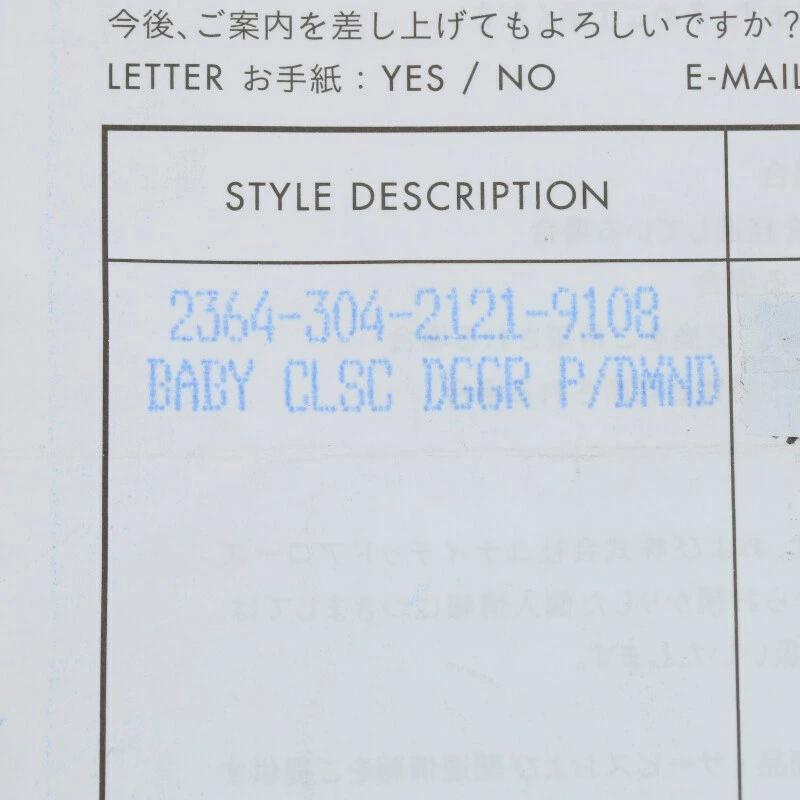 今後、ご案内を差し上げてもよろしいですか？
LETTER お手紙：YES / NO E-MAIL
STYLE DESCRIPTION
2364-304-2121-9108
BABY CLSC DGGR P/DMND